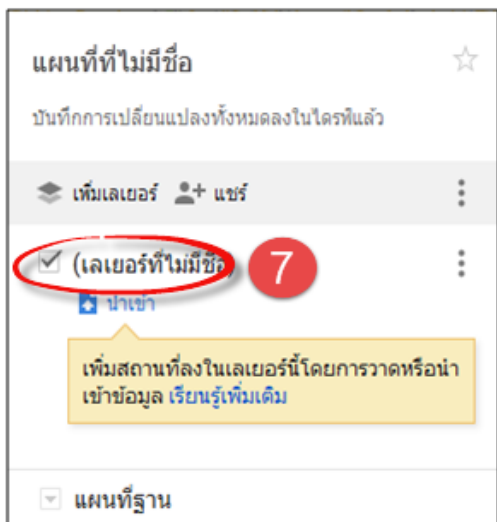 แผนที่ที่ไม่มีชื่อ
บันทึกการเปลี่ยนแปลงทั้งหมดลงในไดรฟ์แล้ว
เพิ่มเลเยอร์ แชร์
(เลเยอร์ที่ไม่มีชื่อ) 7
นำเข้า
เพิ่มสถานที่ลงในเลเยอร์นี้โดยการวาดหรือนำ
เข้าข้อมูล เรียนรู้เพิ่มเติม
แผนที่ฐาน